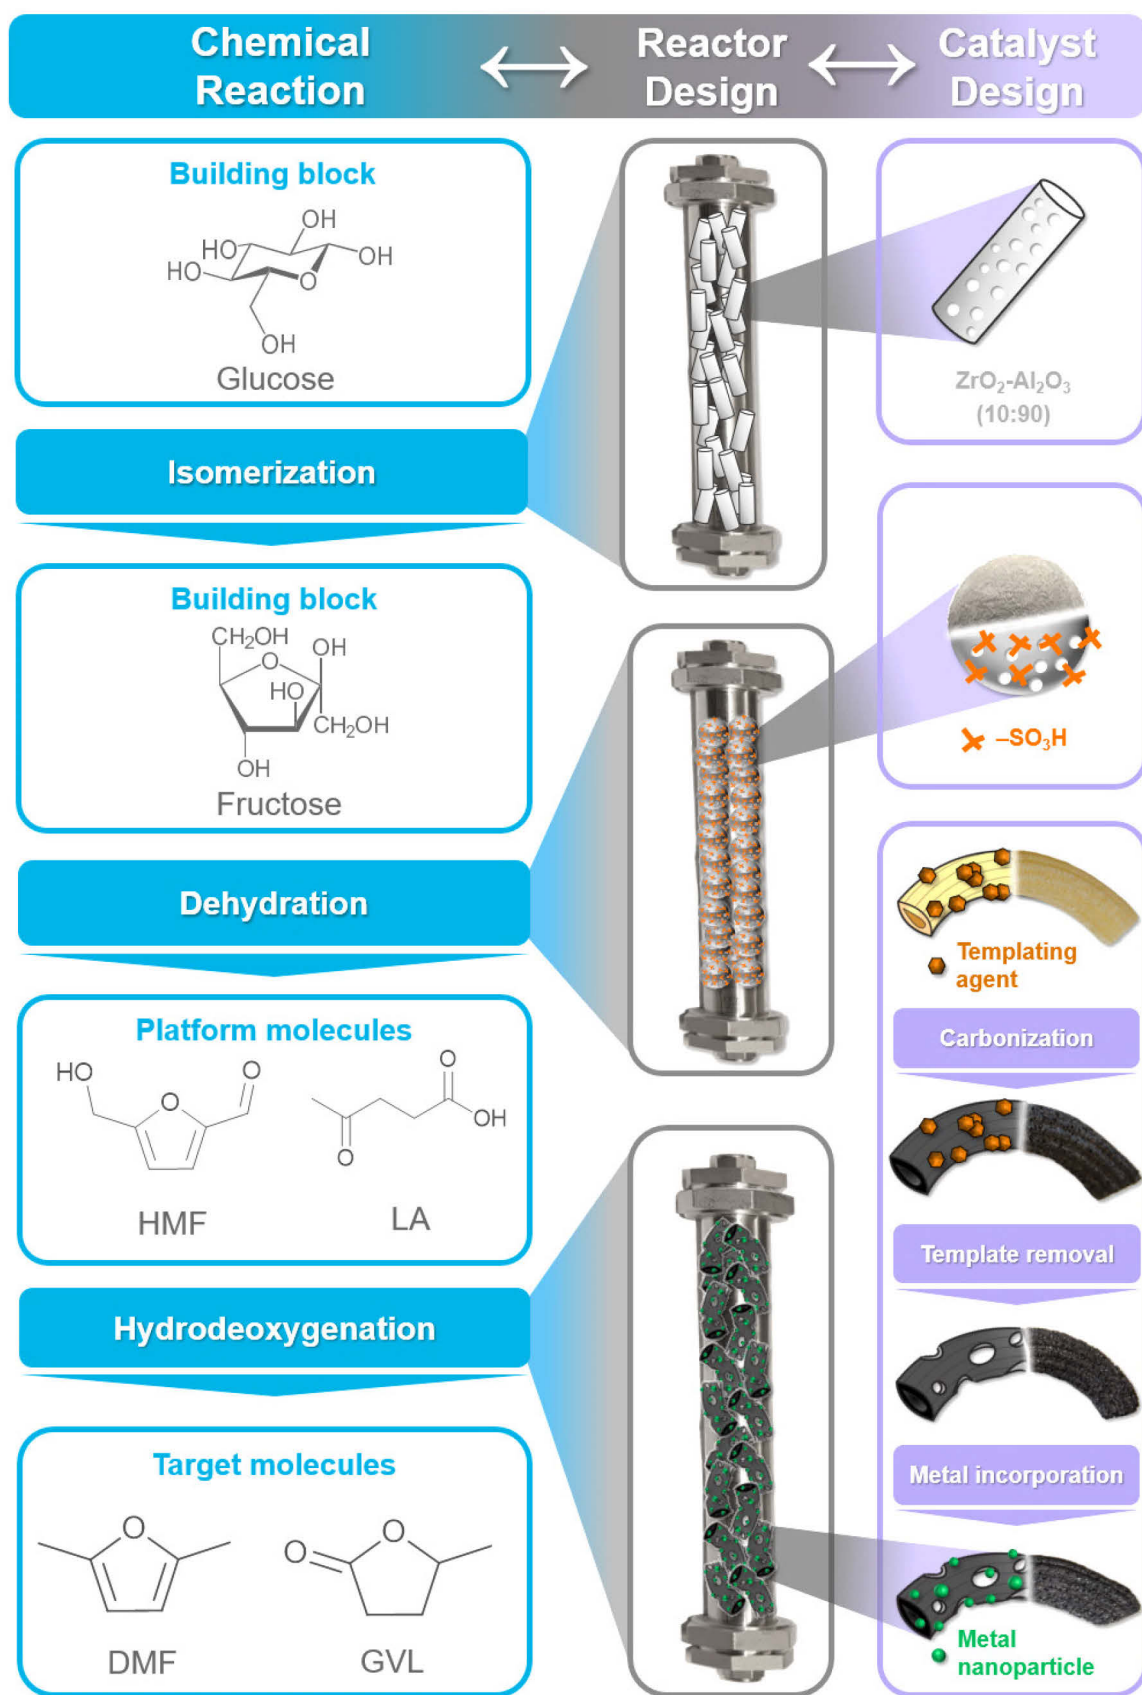 Chemical
Reaction
Reactor
Design
Catalyst
Design
Building block
OH
HO
HO
OH
O
OH
Glucose
Isomerization
Building block
CH₂OH
OH
O
HO
CH₂OH
OH
Fructose
Dehydration
Platform molecules
HO
O
O
HMF
O
OH
O
LA
Hydrodeoxygenation
Target molecules
O
DMF
O
O
GVL
ZrO₂-Al₂O₃
(10:90)
–SO₃H
Templating
agent
Carbonization
Template removal
Metal incorporation
Metal
nanoparticle